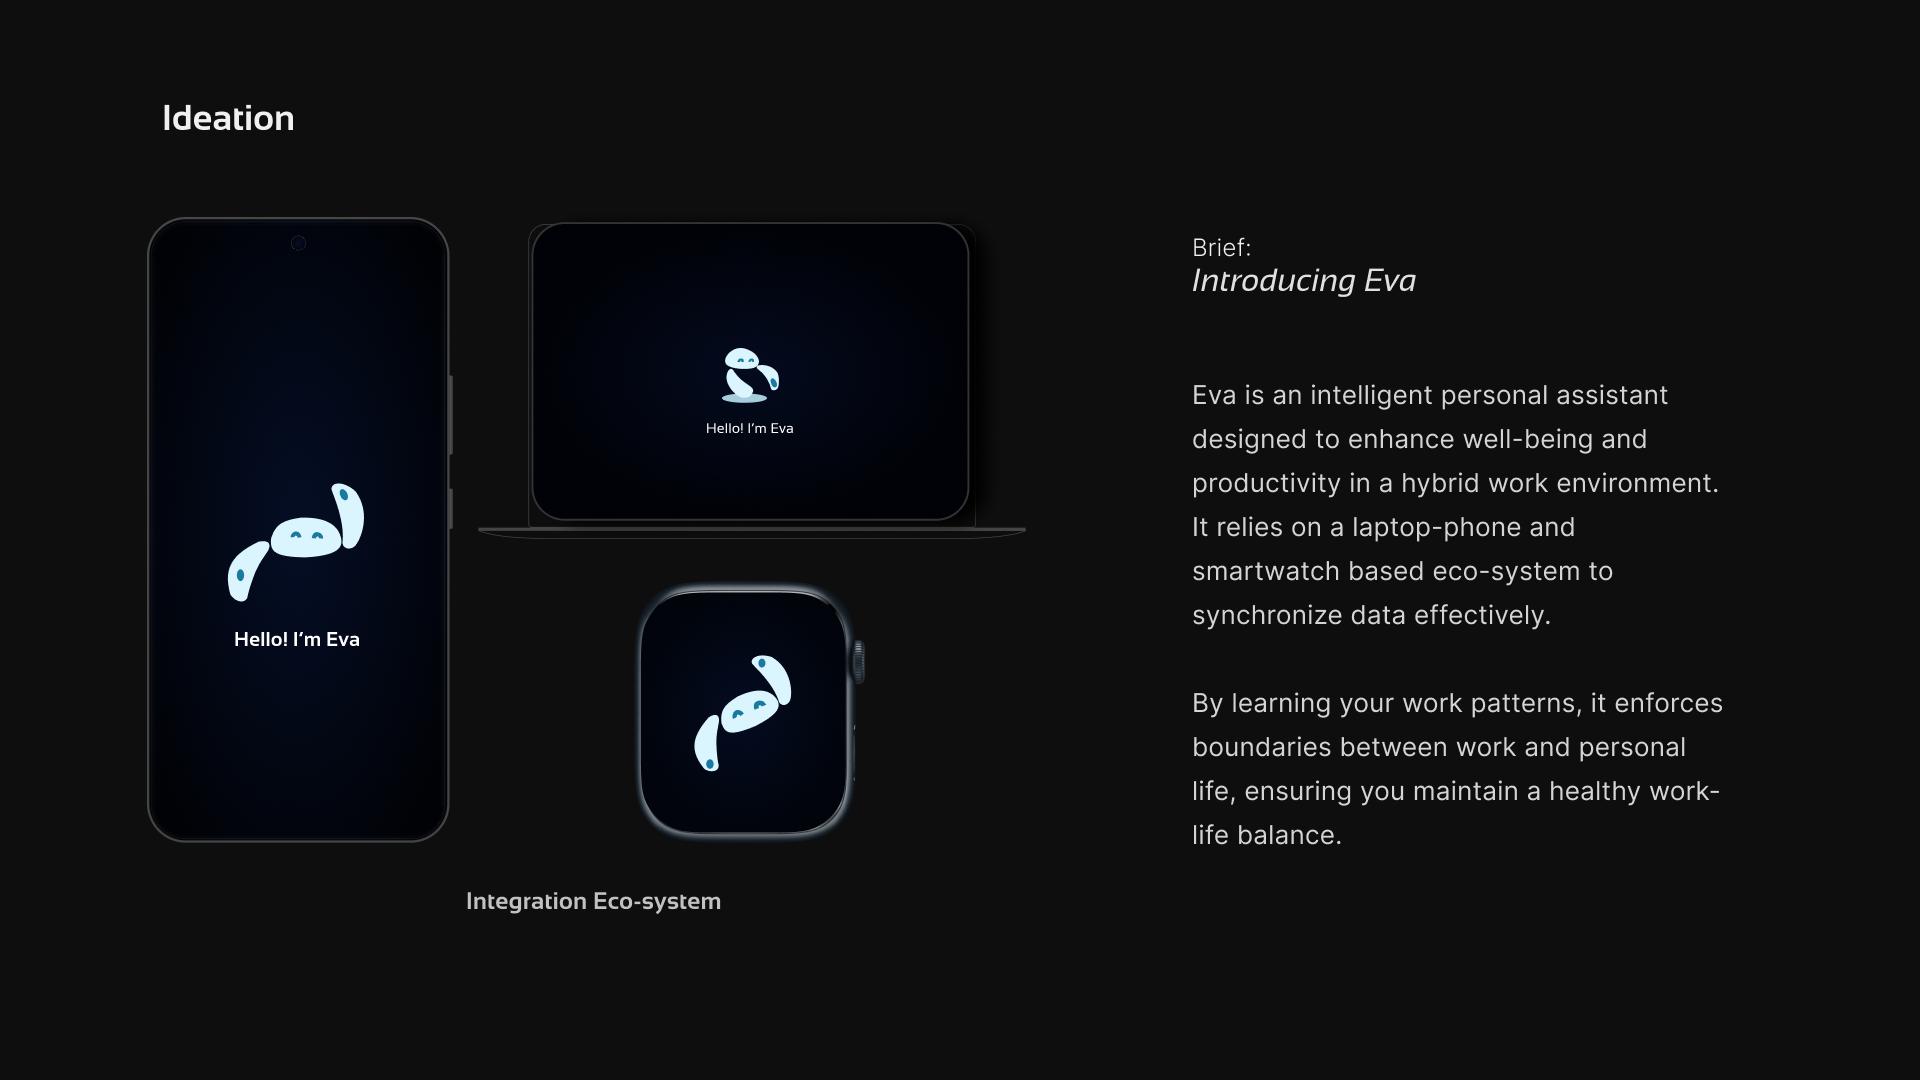 Ideation
Hello! I’m Eva
Hello! I’m Eva
Integration Eco-system
Brief:
Introducing Eva
Eva is an intelligent personal assistant
designed to enhance well-being and
productivity in a hybrid work environment.
It relies on a laptop-phone and
smartwatch based eco-system to
synchronize data effectively.
By learning your work patterns, it enforces
boundaries between work and personal
life, ensuring you maintain a healthy work-
life balance.